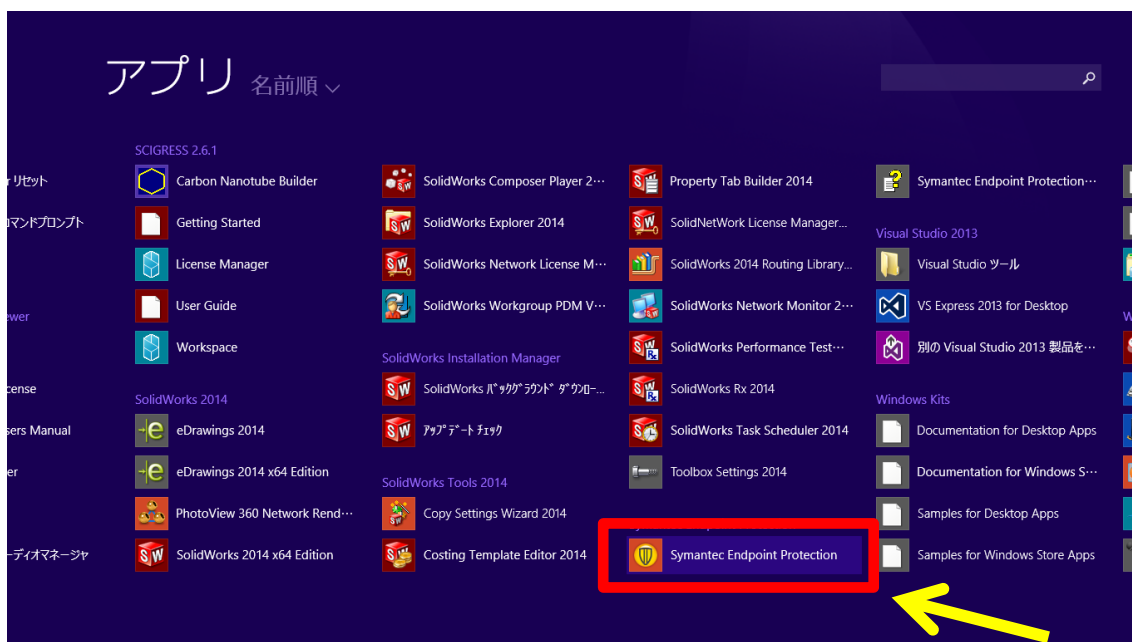 アプリ 名前順
リセット
コマンドプロンプト
ewer
cense
sers Manual
er
ーディオマネージャ
SCIGRESS 2.6.1
Carbon Nanotube Builder
Getting Started
License Manager
User Guide
Workspace
SolidWorks 2014
eDrawings 2014
eDrawings 2014 x64 Edition
PhotoView 360 Network Rend…
SolidWorks 2014 x64 Edition
SolidWorks Composer Player 2…
SolidWorks Explorer 2014
SolidWorks Network License M…
SolidWorks Workgroup PDM V…
SolidWorks Installation Manager
SolidWorks ﾊﾞｯｸｸﾞﾗｳﾝﾄﾞ ﾀﾞｳﾝﾛｰ...
ｱｯﾌﾟﾃﾞｰﾄ ﾁｪｯｸ
SolidWorks Tools 2014
Copy Settings Wizard 2014
Costing Template Editor 2014
Property Tab Builder 2014
SolidNetWork License Manager...
SolidWorks 2014 Routing Library...
SolidWorks Network Monitor 2…
SolidWorks Performance Test…
SolidWorks Rx 2014
SolidWorks Task Scheduler 2014
Toolbox Settings 2014
Symantec Endpoint Protection
Symantec Endpoint Protection…
Visual Studio 2013
Visual Studio ツール
VS Express 2013 for Desktop
別の Visual Studio 2013 製品を…
Windows Kits
Documentation for Desktop Apps
Documentation for Windows S…
Samples for Desktop Apps
Samples for Windows Store Apps
W